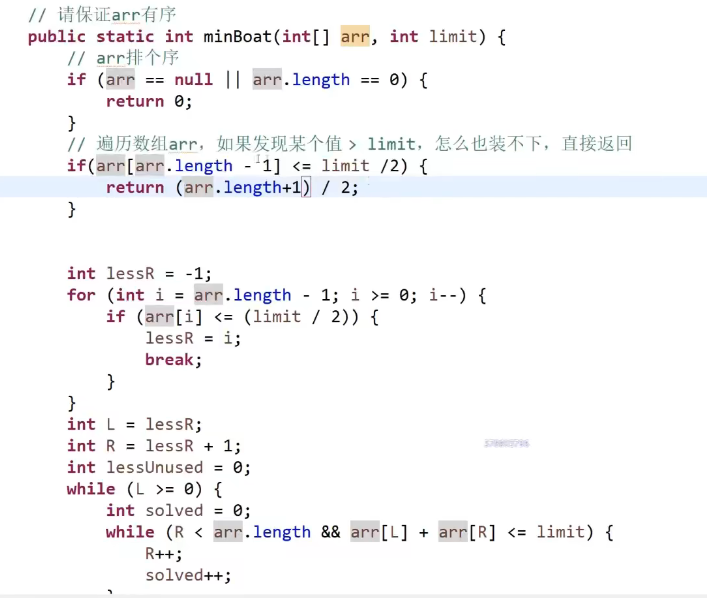 // 请保证arr有序
public static int minBoat(int[] arr, int limit) {
// arr排个序
if (arr == null || arr.length == 0) {
return 0;
}
// 遍历数组arr，如果发现某个值 > limit，怎么也装不下，直接返回
if(arr[arr.length - 1] <= limit /2) {
return (arr.length+1) / 2;
}
int lessR = -1;
for (int i = arr.length - 1; i >= 0; i--) {
if (arr[i] <= (limit / 2)) {
lessR = i;
break;
}
}
int L = lessR;
int R = lessR + 1;
int lessUnused = 0;
while (L >= 0) {
int solved = 0;
while (R < arr.length && arr[L] + arr[R] <= limit) {
R++;
solved++;